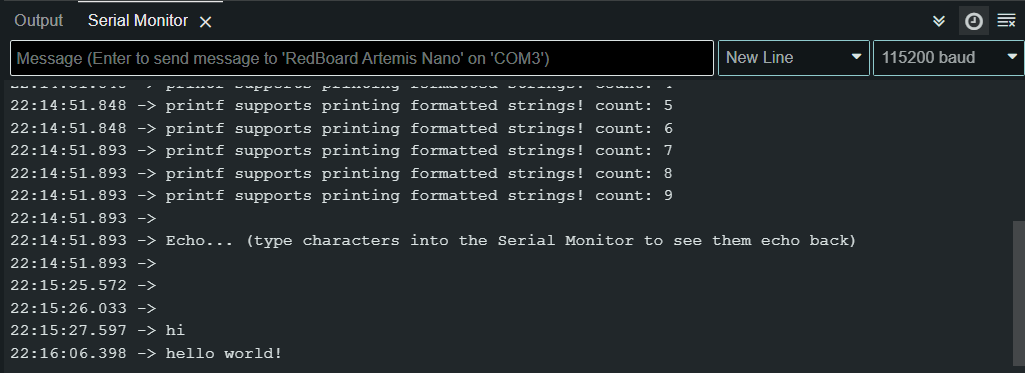 Output Serial Monitor
Message (Enter to send message to 'RedBoard Artemis Nano' on 'COM3') New Line 115200 baud
-> printf supports printing formatted strings! count:
22:14:51.848 -> printf supports printing formatted strings! count: 5
22:14:51.848 -> printf supports printing formatted strings! count: 6
22:14:51.893 -> printf supports printing formatted strings! count: 7
22:14:51.893 -> printf supports printing formatted strings! count: 8
22:14:51.893 -> printf supports printing formatted strings! count: 9
22:14:51.893 ->
22:14:51.893 -> Echo... (type characters into the Serial Monitor to see them echo back)
22:14:51.893 ->
22:15:25.572 ->
22:15:26.033 ->
22:15:27.597 -> hi
22:16:06.398 -> hello world!